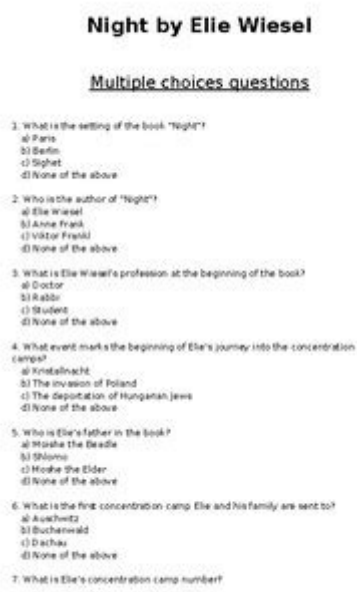 Night by Elie Wiesel
Multiple choices questions
1. What is the setting of the book "Night"?
a) Paris
b) Berlin
c) Sighet
d) None of the above
2. Who is the author of "Night"?
a) Elie Wiesel
b) Anne Frank
c) Viktor Frankl
d) None of the above
3. What is Elie Wiesel's profession at the beginning of the book?
a) Doctor
b) Rabbi
c) Student
d) None of the above
4. What event marks the beginning of Elie's journey into the concentration
camps?
a) Kristallnacht
b) The invasion of Poland
c) The deportation of Hungarian Jews
d) None of the above
5. Who is Elie's father in the book?
a) Moishe the Beadle
b) Shlomo
c) Moshe the Elder
d) None of the above
6. What is the first concentration camp Elie and his family are sent to?
a) Auschwitz
b) Buchenwald
c) Dachau
d) None of the above
7. What is Elie's concentration camp number?